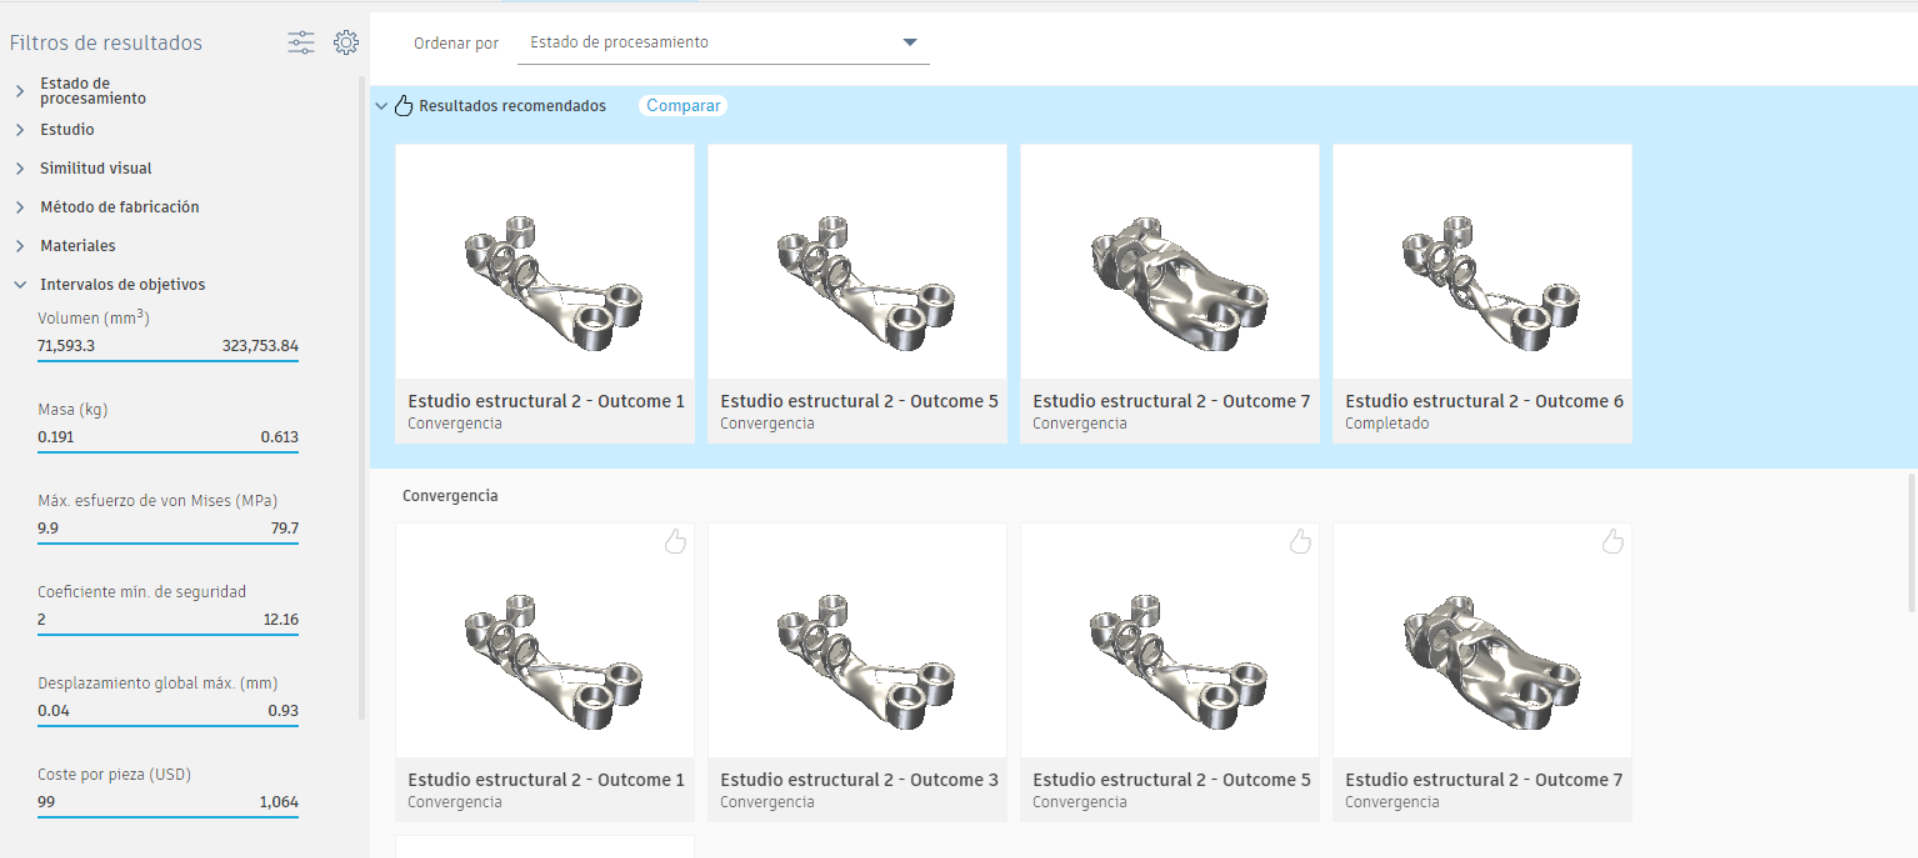 Filtros de resultados
Estado de
procesamiento
Estudio
Similitud visual
Método de fabricación
Materiales
Intervalos de objetivos
Volumen (mm³)
71,593.3 323,753.84
Masa (kg)
0.191 0.613
Máx. esfuerzo de von Mises (MPa)
9.9 79.7
Coeficiente mín. de seguridad
2 12.16
Desplazamiento global máx. (mm)
0.04 0.93
Coste por pieza (USD)
99 1,064
Ordenar por Estado de procesamiento
Resultados recomendados Comparar
Estudio estructural 2 - Outcome 1
Convergencia
Estudio estructural 2 - Outcome 5
Convergencia
Estudio estructural 2 - Outcome 7
Convergencia
Estudio estructural 2 - Outcome 6
Completado
Convergencia
Estudio estructural 2 - Outcome 1
Convergencia
Estudio estructural 2 - Outcome 3
Convergencia
Estudio estructural 2 - Outcome 5
Convergencia
Estudio estructural 2 - Outcome 7
Convergencia